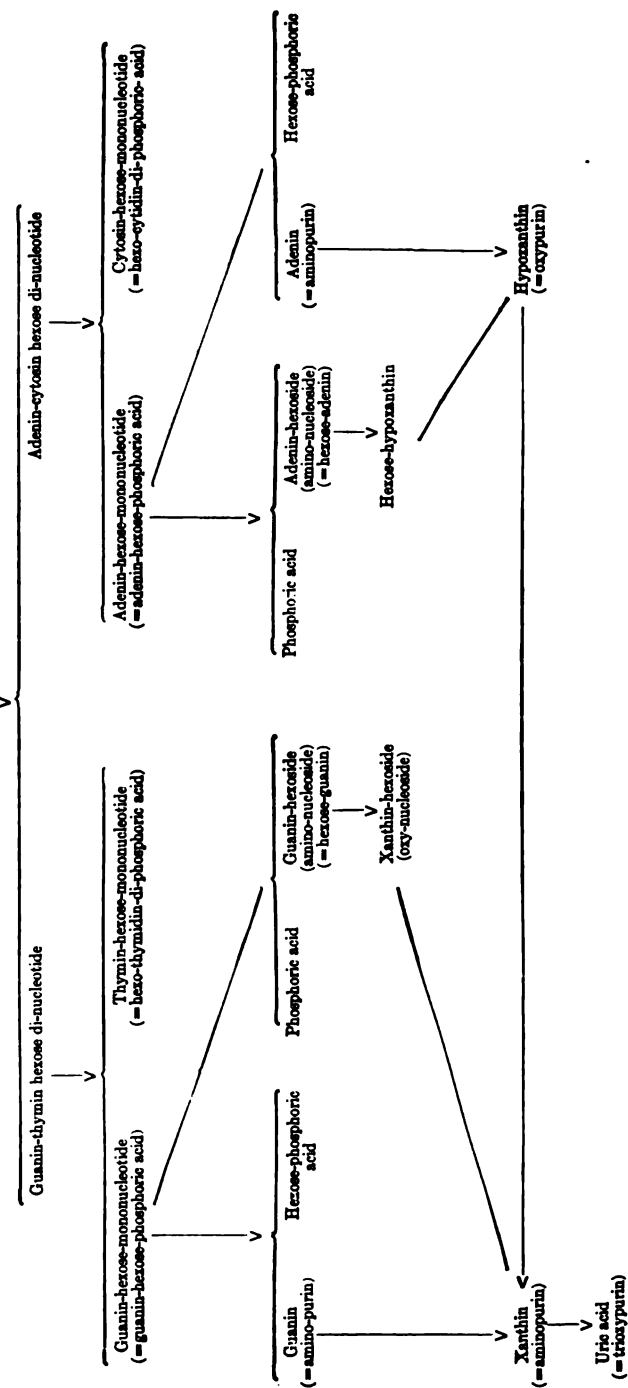 Guanin-thymin hexose di-nucleotide
Adenin-cytosin hexose di-nucleotide
Guanin-hexose-mononucleotide
(=guanin-hexose-phosphoric acid)
Thymin-hexose-mononucleotide
(=hexo-thymidin-di-phosphoric acid)
Adenin-hexose-mononucleotide
(=adenin-hexose-phosphoric acid)
Cytosin-hexose-mononucleotide
(=hexo-cytidin-di-phosphoric-acid)
Guanin
(=amino-purin)
Hexose-phosphoric
acid
Phosphoric acid
Guanin-hexoside
(amino-nucleoside)
(=hexose-guanin)
Phosphoric acid
Adenin-hexoside
(amino-nucleoside)
(=hexose-adenin)
Adenin
(=aminopurin)
Hexose-phosphoric
acid
Xanthin-hexoside
(oxy-nucleoside)
Hexose-hypoxanthin
Xanthin
(=aminopurin)
Hypoxanthin
(=oxypurin)
Uric acid
(=trioxypurin)